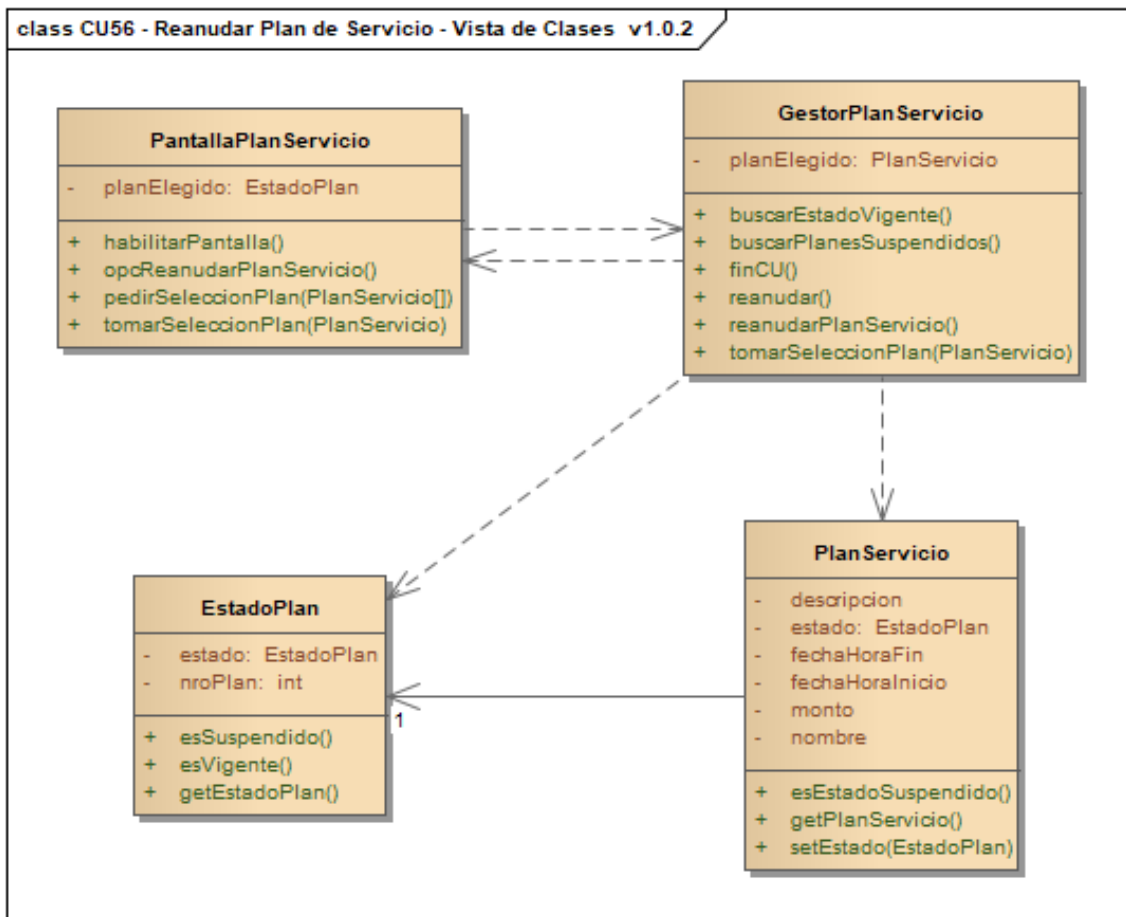 class CU56 - Reanudar Plan de Servicio - Vista de Clases v1.0.2
PantallaPlanServicio
- planElegido: EstadoPlan
+ habilitarPantalla()
+ opcReanudarPlanServicio()
+ pedirSeleccionPlan(PlanServicio[])
+ tomarSeleccionPlan(PlanServicio)
GestorPlanServicio
- planElegido: PlanServicio
+ buscarEstadoVigente()
+ buscarPlanesSuspendidos()
+ finCU()
+ reanudar()
+ reanudarPlanServicio()
+ tomarSeleccionPlan(PlanServicio)
EstadoPlan
- estado: EstadoPlan
- nroPlan: int
+ esSuspendido()
+ esVigente()
+ getEstadoPlan()
1
PlanServicio
- descripcion
- estado: EstadoPlan
- fechaHoraFin
- fechaHoraInicio
- monto
- nombre
+ esEstadoSuspendido()
+ getPlanServicio()
+ setEstado(EstadoPlan)